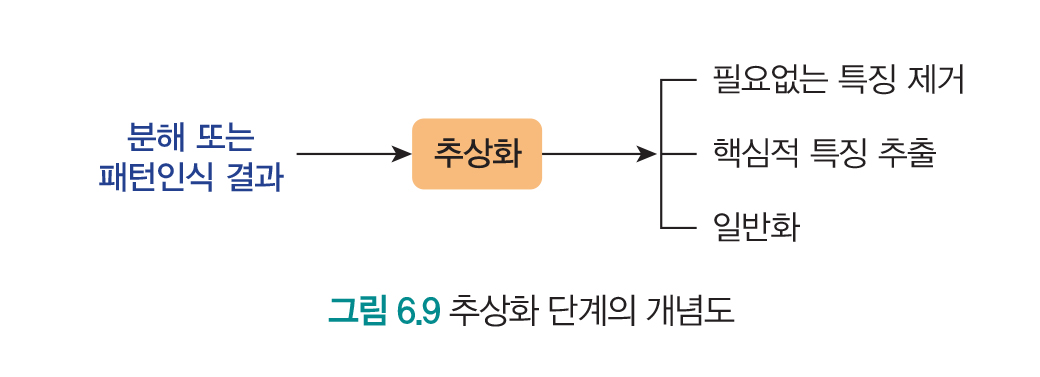 필요없는 특징 제거
분해 또는
패턴인식 결과
추상화
핵심적 특징 추출
일반화
그림 6.9 추상화 단계의 개념도